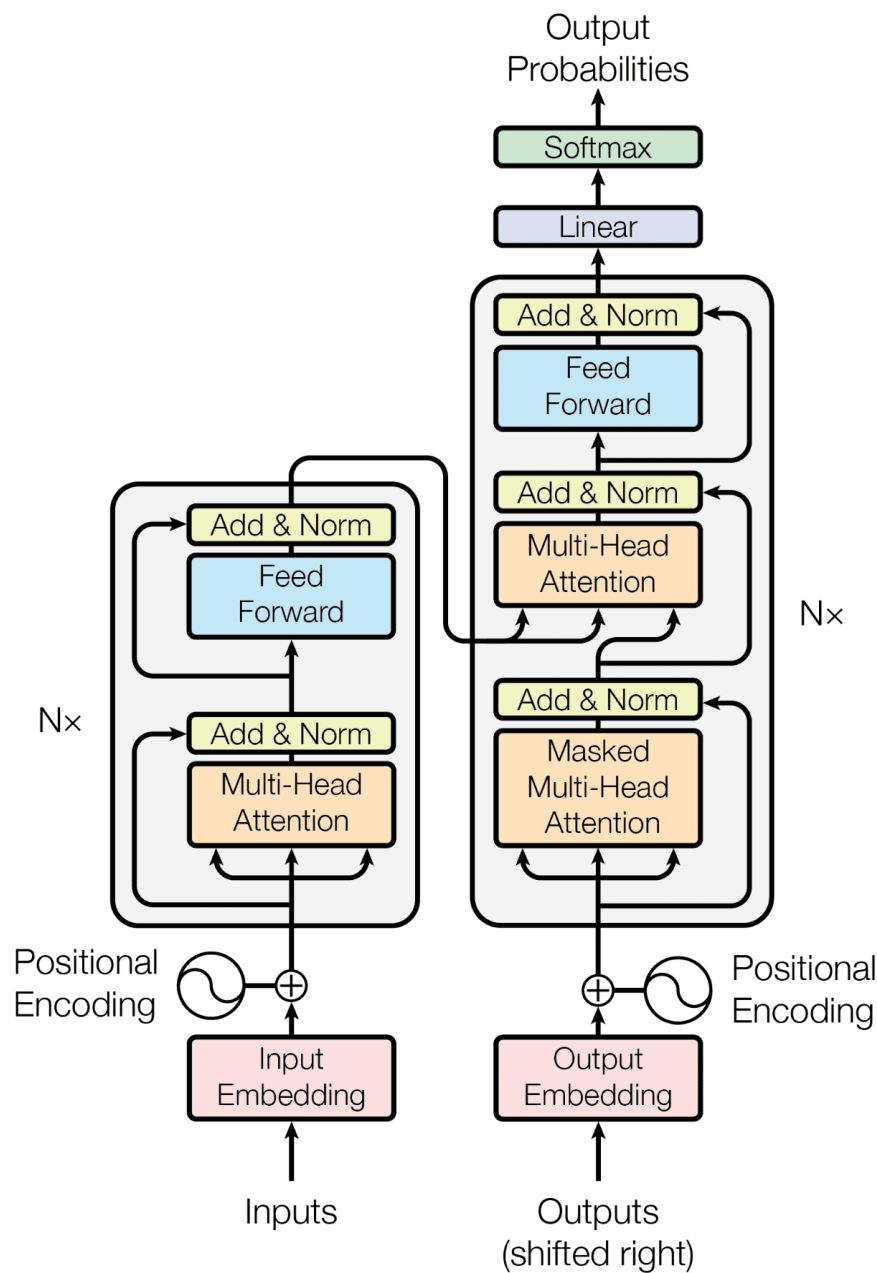 Output
Probabilities
Softmax
Linear
Add & Norm
Feed
Forward
Add & Norm
Multi-Head
Attention
Add & Norm
Masked
Multi-Head
Attention
N×
Add & Norm
Feed
Forward
Add & Norm
Multi-Head
Attention
N×
Positional
Encoding
Positional
Encoding
Input
Embedding
Output
Embedding
Inputs
Outputs
(shifted right)